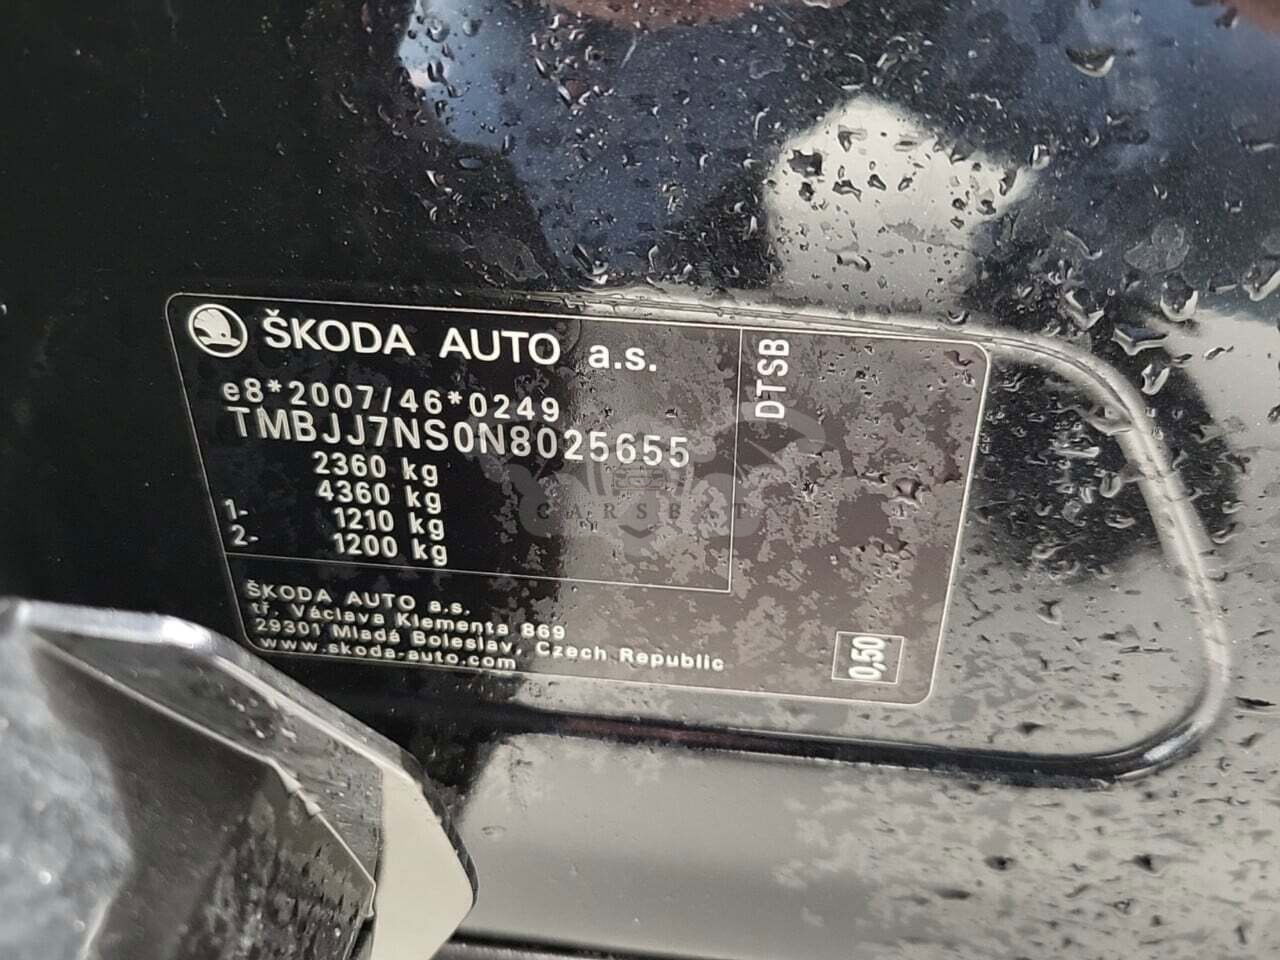 ŠKODA AUTO a.s.
DTSB
e8*2007/46*0249
TMBJJ7NS0N8025655
2360 kg
4360 kg
1- 1210 kg
2- 1200 kg
CARSBAT
ŠKODA AUTO a.s.
tř. Václava Klementa 869
29301 Mladá Boleslav, Czech Republic
www.skoda-auto.com
0,50